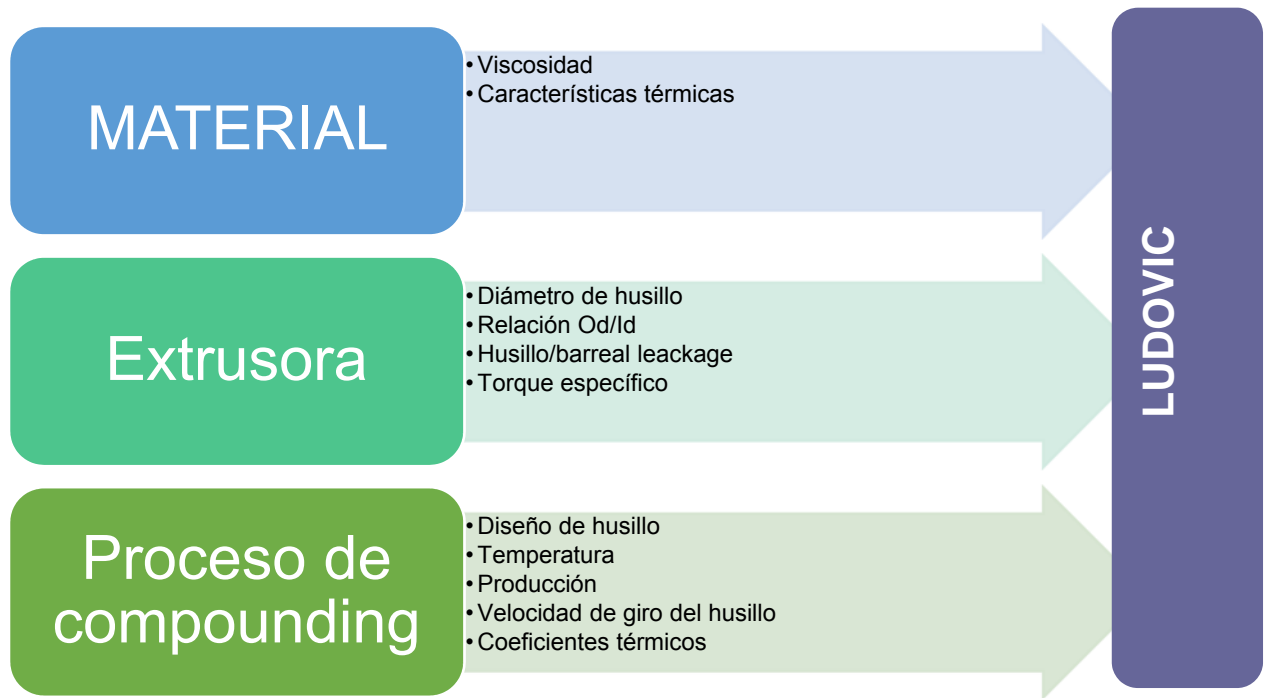 MATERIAL
• Viscosidad
• Características térmicas
Extrusora
• Diámetro de husillo
• Relación Od/Id
• Husillo/barreal leackage
• Torque específico
Proceso de
compounding
• Diseño de husillo
• Temperatura
• Producción
• Velocidad de giro del husillo
• Coeficientes térmicos
LUDOVIC